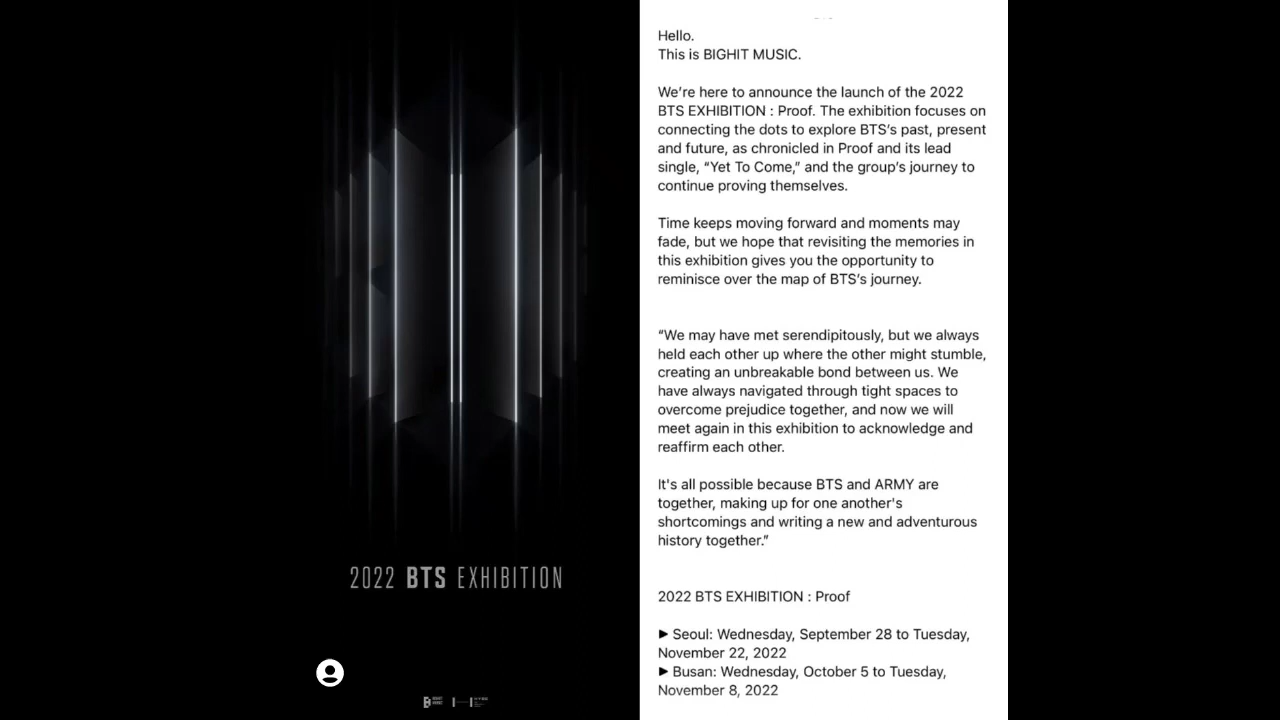 2022 BTS EXHIBITION
Hello.
This is BIGHIT MUSIC.
We’re here to announce the launch of the 2022
BTS EXHIBITION : Proof. The exhibition focuses on
connecting the dots to explore BTS’s past, present
and future, as chronicled in Proof and its lead
single, “Yet To Come,” and the group’s journey to
continue proving themselves.
Time keeps moving forward and moments may
fade, but we hope that revisiting the memories in
this exhibition gives you the opportunity to
reminisce over the map of BTS’s journey.
“We may have met serendipitously, but we always
held each other up where the other might stumble,
creating an unbreakable bond between us. We
have always navigated through tight spaces to
overcome prejudice together, and now we will
meet again in this exhibition to acknowledge and
reaffirm each other.
It's all possible because BTS and ARMY are
together, making up for one another's
shortcomings and writing a new and adventurous
history together.”
2022 BTS EXHIBITION : Proof
► Seoul: Wednesday, September 28 to Tuesday,
November 22, 2022
► Busan: Wednesday, October 5 to Tuesday,
November 8, 2022